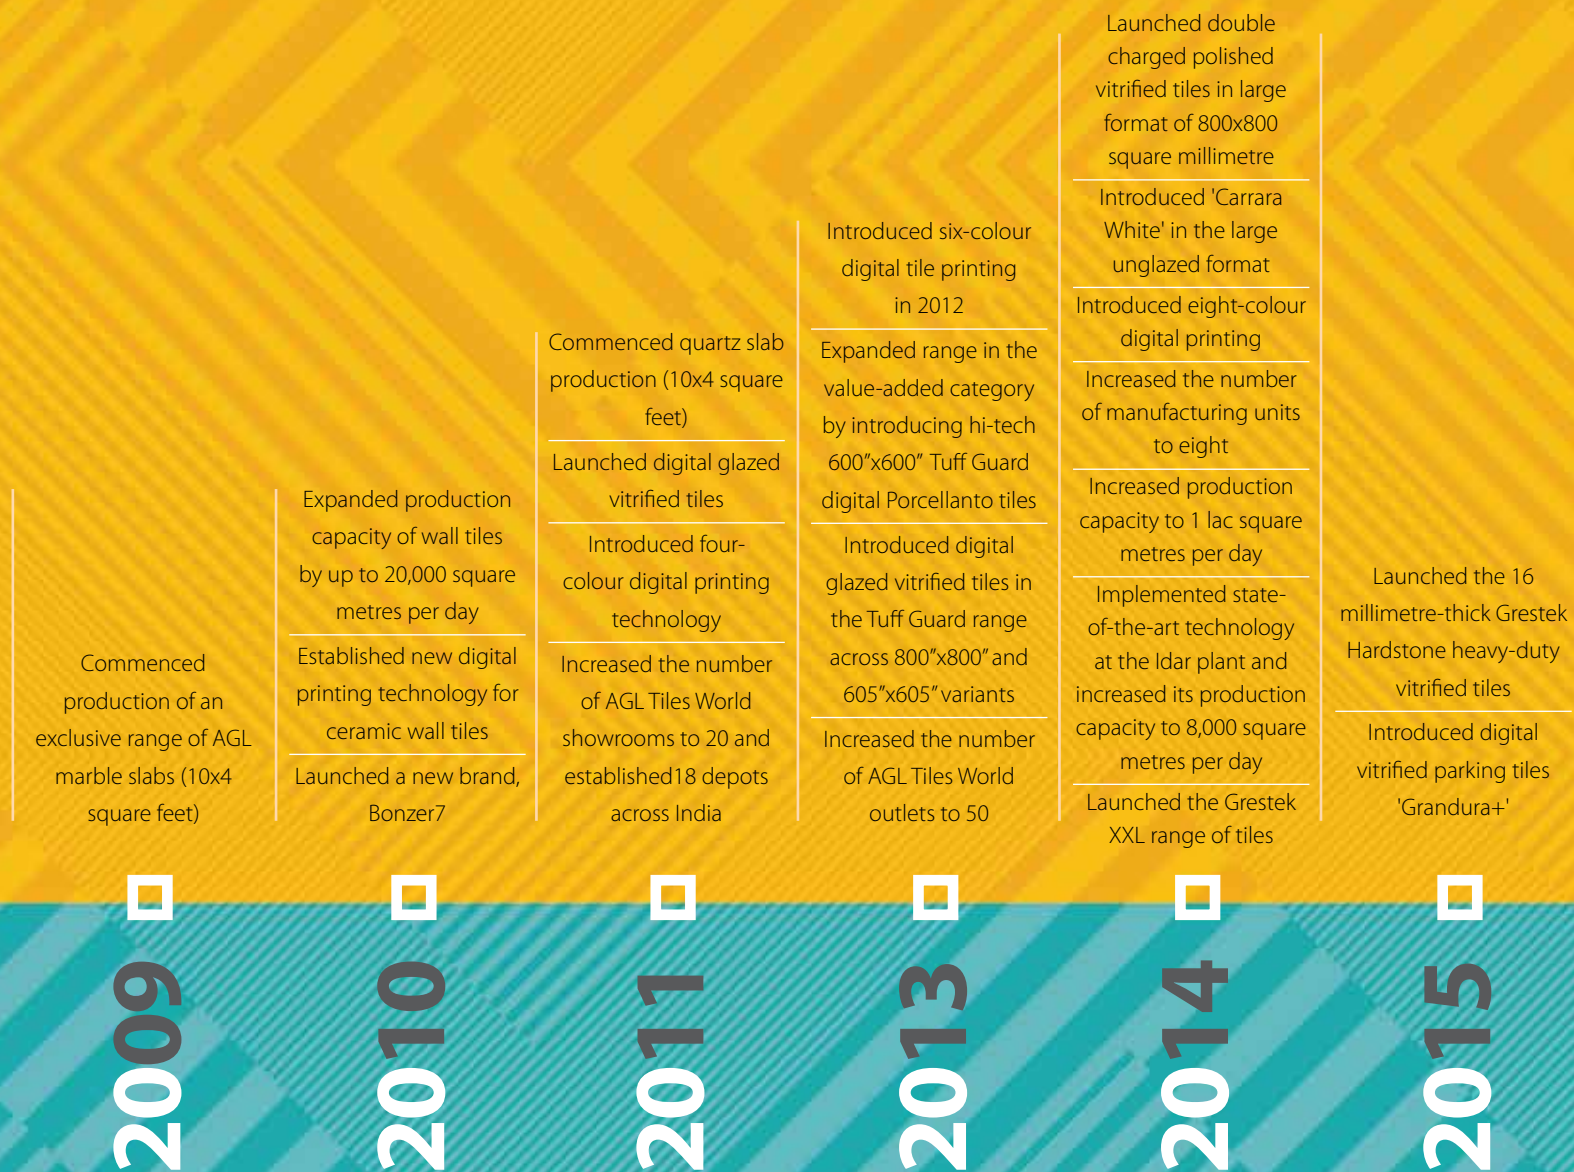 Commenced
production of an
exclusive range of AGL
marble slabs (10x4
square feet)
2009
Expanded production
capacity of wall tiles
by up to 20,000 square
metres per day
Established new digital
printing technology for
ceramic wall tiles
Launched a new brand,
Bonzer7
2010
Commenced quartz slab
production (10x4 square
feet)
Launched digital glazed
vitrified tiles
Introduced four-
colour digital printing
technology
Increased the number
of AGL Tiles World
showrooms to 20 and
established18 depots
across India
2011
Introduced six-colour
digital tile printing
in 2012
Expanded range in the
value-added category
by introducing hi-tech
600”x600” Tuff Guard
digital Porcellanto tiles
Introduced digital
glazed vitrified tiles in
the Tuff Guard range
across 800”x800” and
605”x605” variants
Increased the number
of AGL Tiles World
outlets to 50
2013
Launched double
charged polished
vitrified tiles in large
format of 800x800
square millimetre
Introduced 'Carrara
White' in the large
unglazed format
Introduced eight-colour
digital printing
Increased the number
of manufacturing units
to eight
Increased production
capacity to 1 lac square
metres per day
Implemented state-
of-the-art technology
at the Idar plant and
increased its production
capacity to 8,000 square
metres per day
Launched the Grestek
XXL range of tiles
2014
Launched the 16
millimetre-thick Grestek
Hardstone heavy-duty
vitrified tiles
Introduced digital
vitrified parking tiles
'Grandura+'
2015